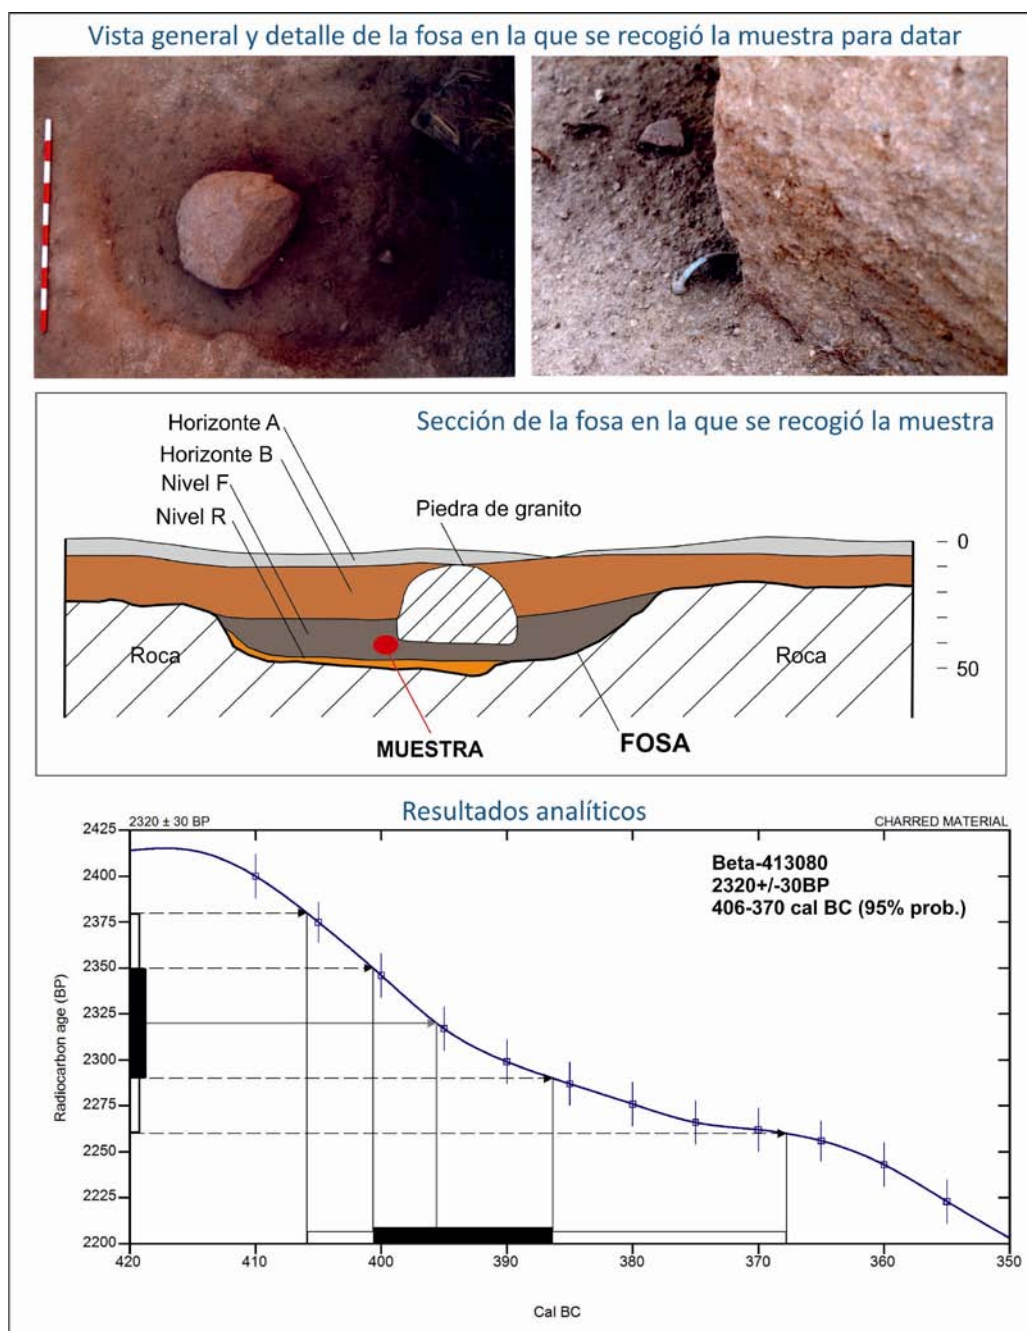 Vista general y detalle de la fosa en la que se recogió la muestra para datar
Sección de la fosa en la que se recogió la muestra
Horizonte A
Horizonte B
Nivel F
Nivel R
Piedra de granito
0
50
Roca
Roca
MUESTRA
FOSA
Resultados analíticos
2320 ± 30 BP
CHARRED MATERIAL
Beta-413080
2320+/-30BP
406-370 cal BC (95% prob.)
Radiocarbon age (BP)
2425
2400
2375
2350
2325
2300
2275
2250
2225
2200
420 410 400 390 380 370 360 350
Cal BC